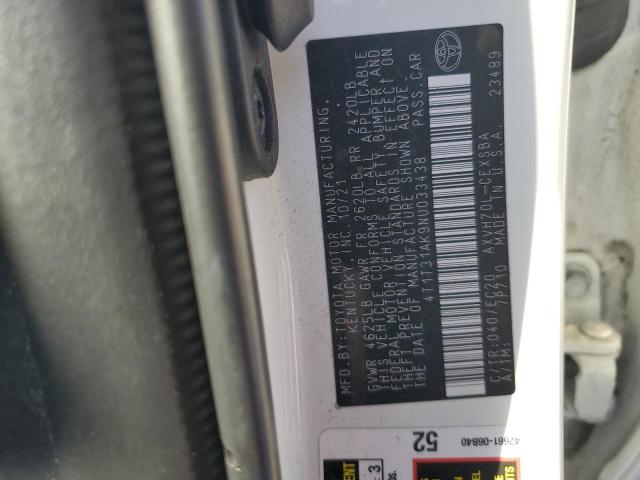 MFD. BY: TOYOTA MOTOR MANUFACTURING,
KENTUCKY, INC. 10/21
GVWR 4625LB GAWR FR 2620LB RR 2420LB
THIS VEHICLE CONFORMS TO ALL APPLICABLE
FEDERAL MOTOR VEHICLE SAFETY, BUMPER AND
THEFT PREVENTION STANDARDS IN EFFECT ON
THE DATE OF MANUFACTURE SHOWN ABOVE.
4T1T31AK9NU033438 PASS.CAR
C/TR:040/EC20 AXVH70L-CEXSBA
A/TM: -/P710 MADE IN U.S.A. 23489
52
42661-06B40
3